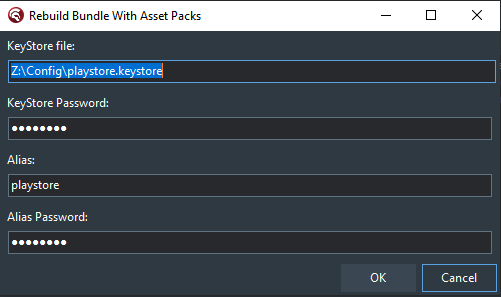 Rebuild Bundle With Asset Packs
KeyStore file:
Z:\Config\playstore.keystore
KeyStore Password:
●●●●●●●●
Alias:
playstore
Alias Password:
●●●●●●●●
OK Cancel